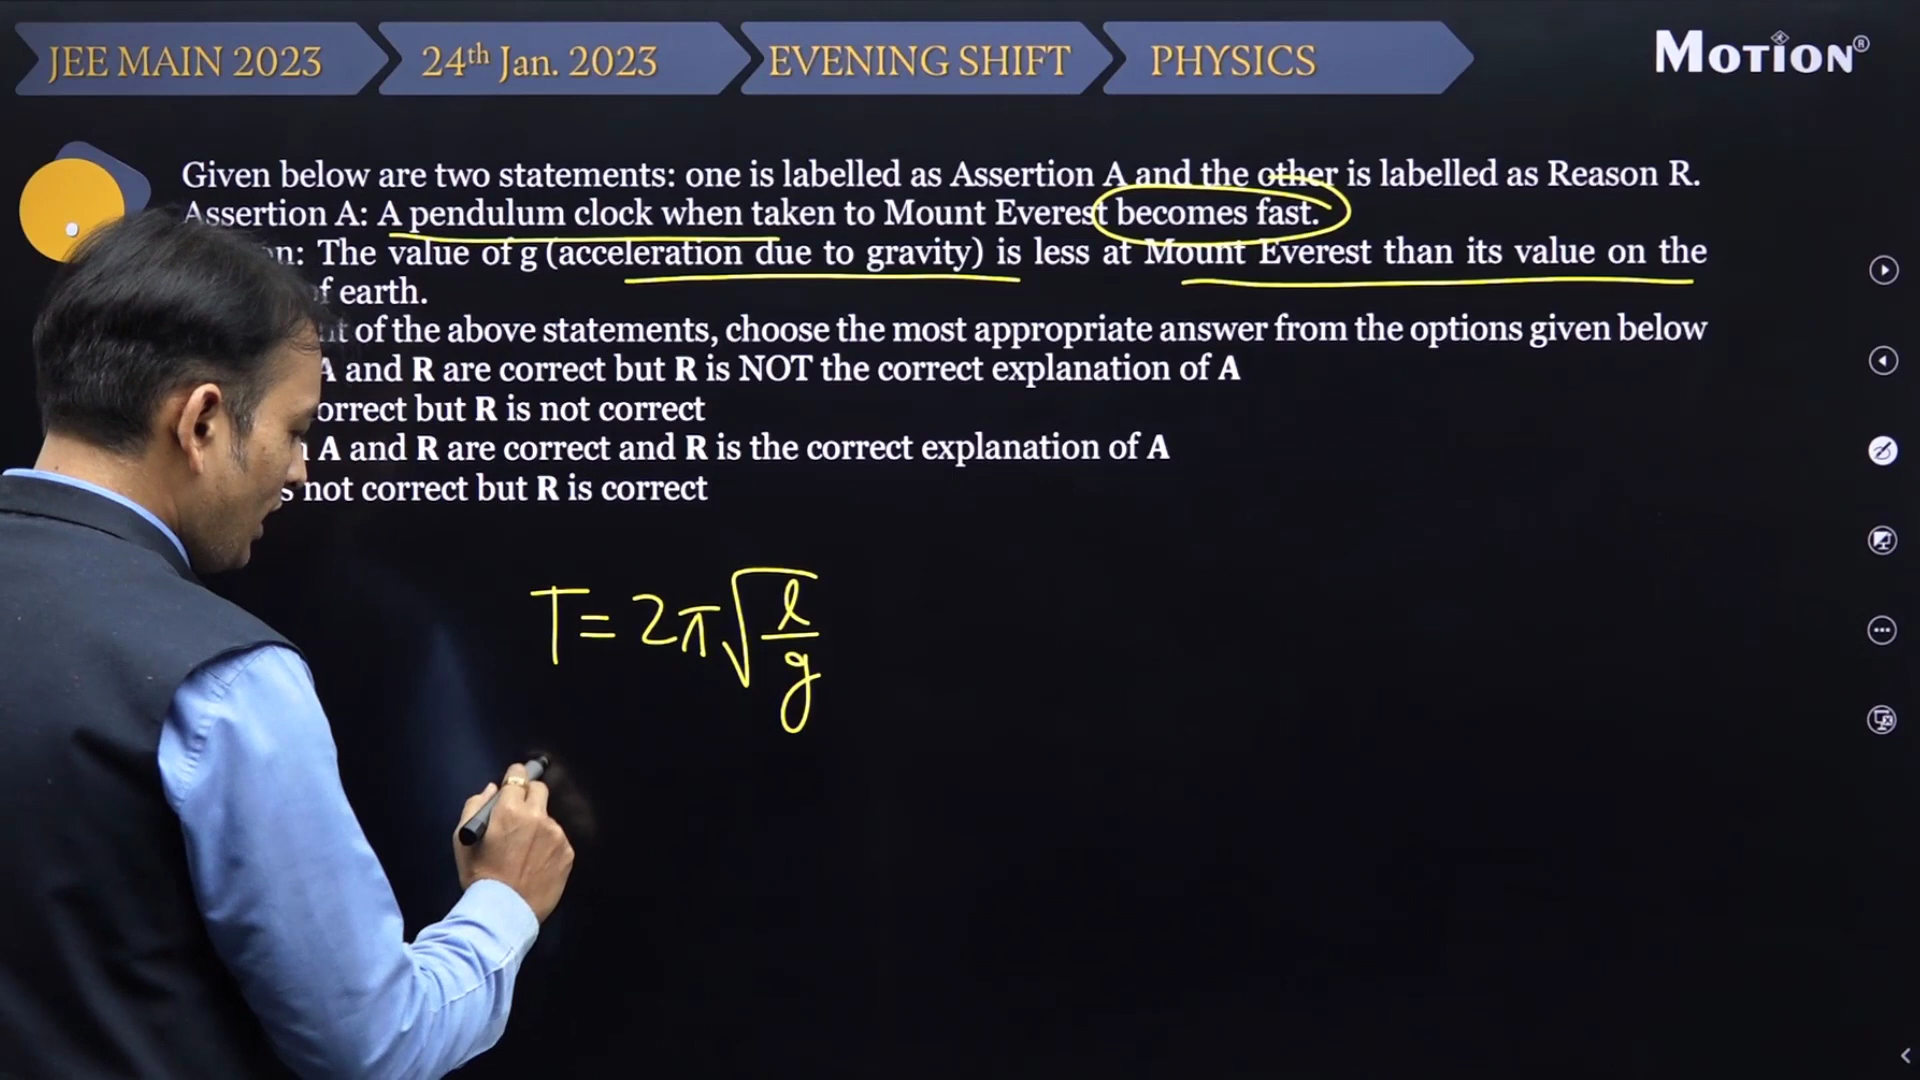 JEE MAIN 2023
24th Jan. 2023
EVENING SHIFT
PHYSICS
MOTION®
Given below are two statements: one is labelled as Assertion A and the other is labelled as Reason R.
Assertion A: A pendulum clock when taken to Mount Everest becomes fast.
n: The value of g (acceleration due to gravity) is less at Mount Everest than its value on the
f earth.
nt of the above statements, choose the most appropriate answer from the options given below
A and R are correct but R is NOT the correct explanation of A
orrect but R is not correct
A and R are correct and R is the correct explanation of A
s not correct but R is correct
T = 2π√(l/g)